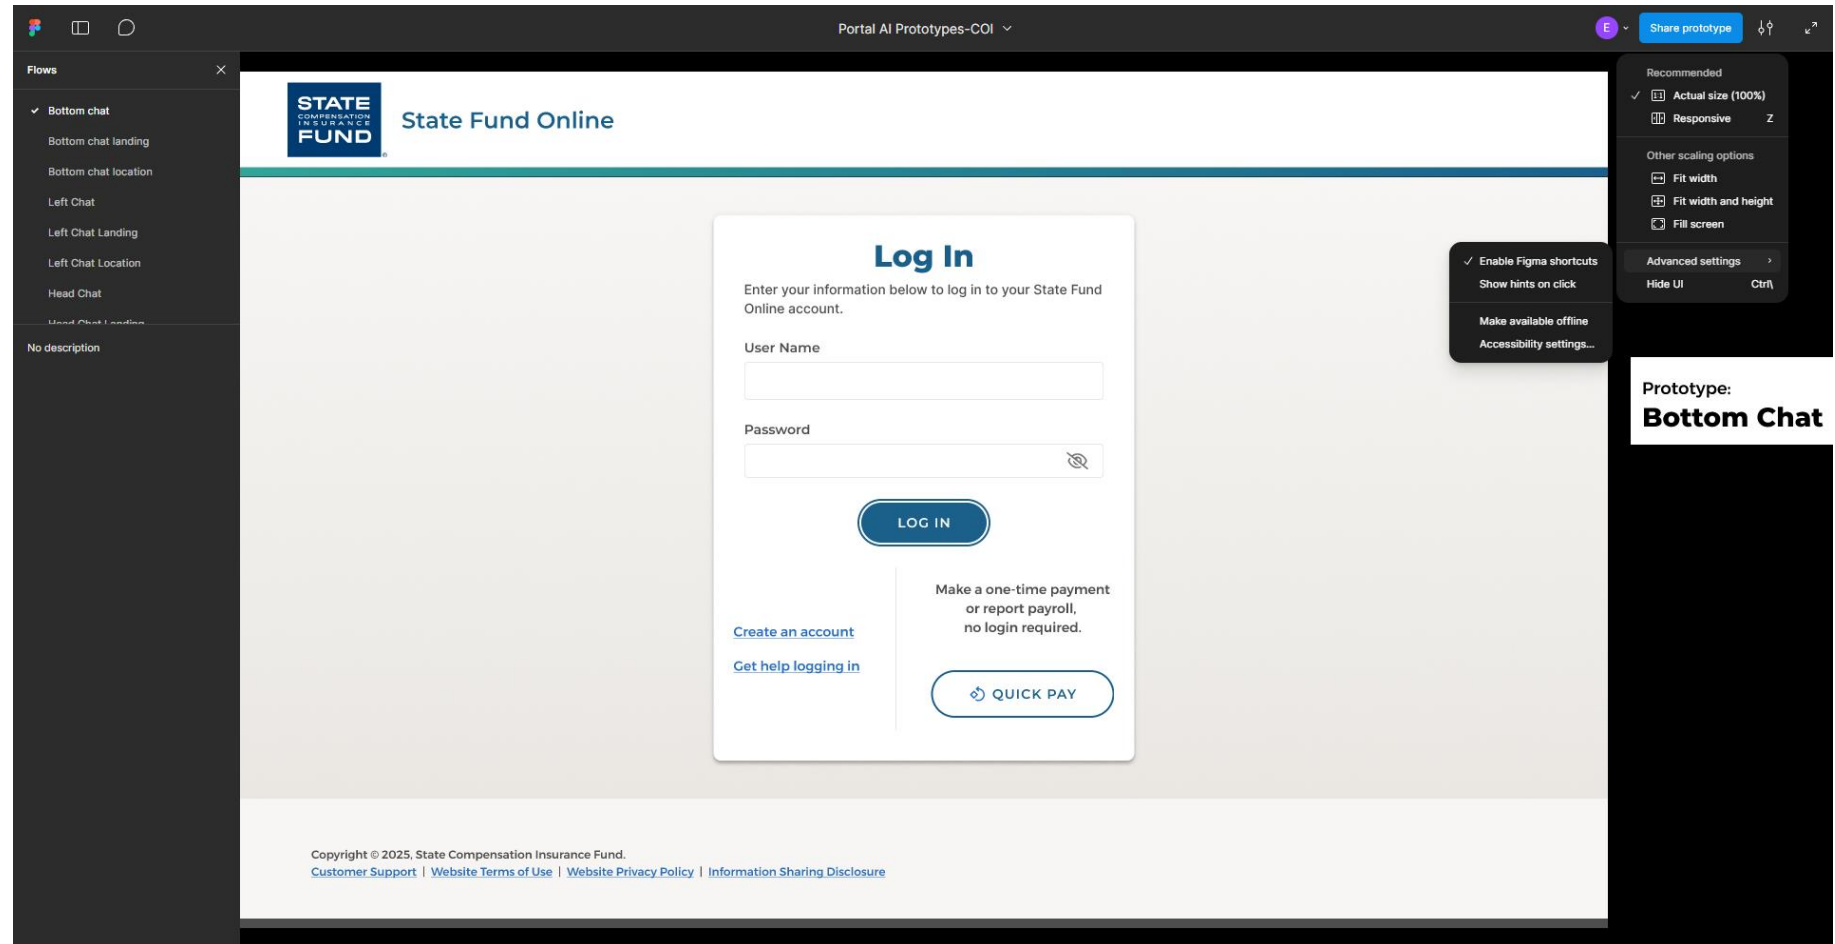 Portal AI Prototypes-COI
E
Share prototype
Flows
Bottom chat
Bottom chat landing
Bottom chat location
Left Chat
Left Chat Landing
Left Chat Location
Head Chat
Head Chat Landing
No description
STATE
COMPENSATION
INSURANCE
FUND
®
State Fund Online
Log In
Enter your information below to log in to your State Fund
Online account.
User Name
Password
LOG IN
Create an account
Get help logging in
Make a one-time payment
or report payroll,
no login required.
QUICK PAY
Copyright © 2025, State Compensation Insurance Fund.
Customer Support | Website Terms of Use | Website Privacy Policy | Information Sharing Disclosure
Recommended
Actual size (100%)
Responsive Z
Other scaling options
Fit width
Fit width and height
Fill screen
Advanced settings
Hide UI Ctrl\
Enable Figma shortcuts
Show hints on click
Make available offline
Accessibility settings...
Prototype:
Bottom Chat